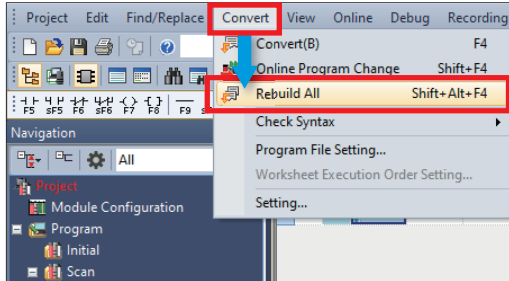 Project Edit Find/Replace Convert View Online Debug Recording
Convert(B) F4
Online Program Change Shift+F4
Rebuild All Shift+Alt+F4
F5 sF5 F6 sF6 F7 F8 F9
Check Syntax
Navigation
Program File Setting...
All
Worksheet Execution Order Setting...
Project
Module Configuration
Setting...
Program
Initial
Scan